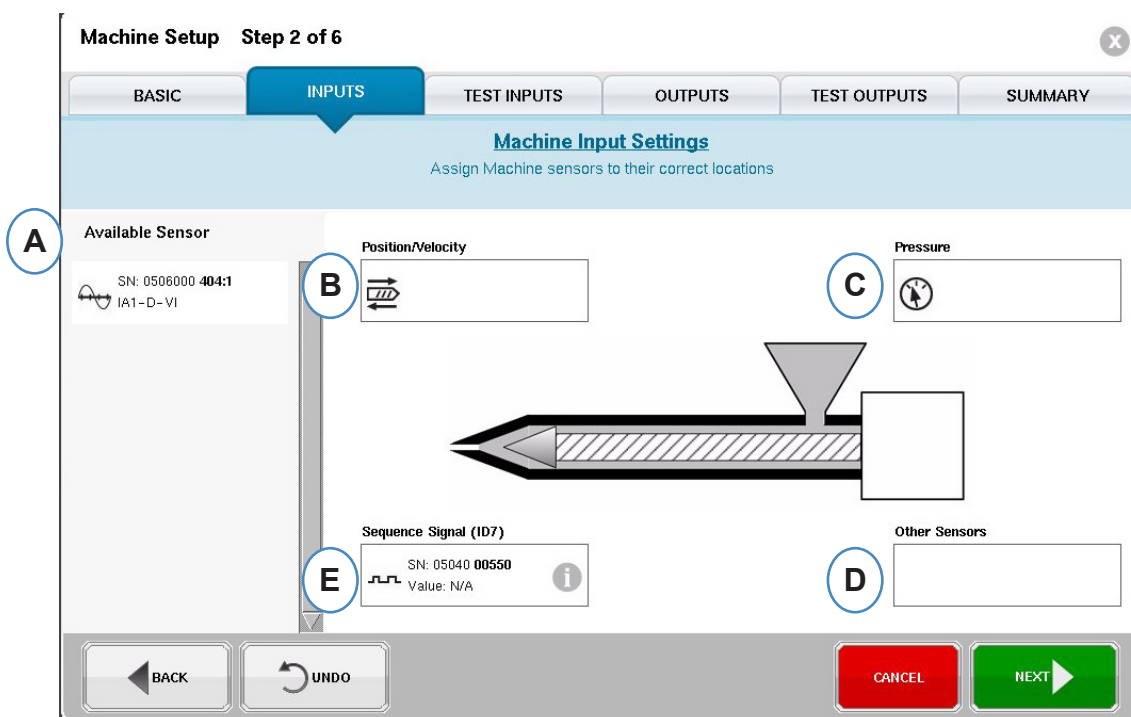 Machine Setup Step 2 of 6
X
BASIC INPUTS TEST INPUTS OUTPUTS TEST OUTPUTS SUMMARY
Machine Input Settings
Assign Machine sensors to their correct locations
A
Available Sensor
SN: 0506000 404:1
IA1-D-VI
Position/Velocity
B
Pressure
C
Sequence Signal (ID7)
E
SN: 05040 00550
Value: N/A
i
Other Sensors
D
BACK UNDO CANCEL NEXT